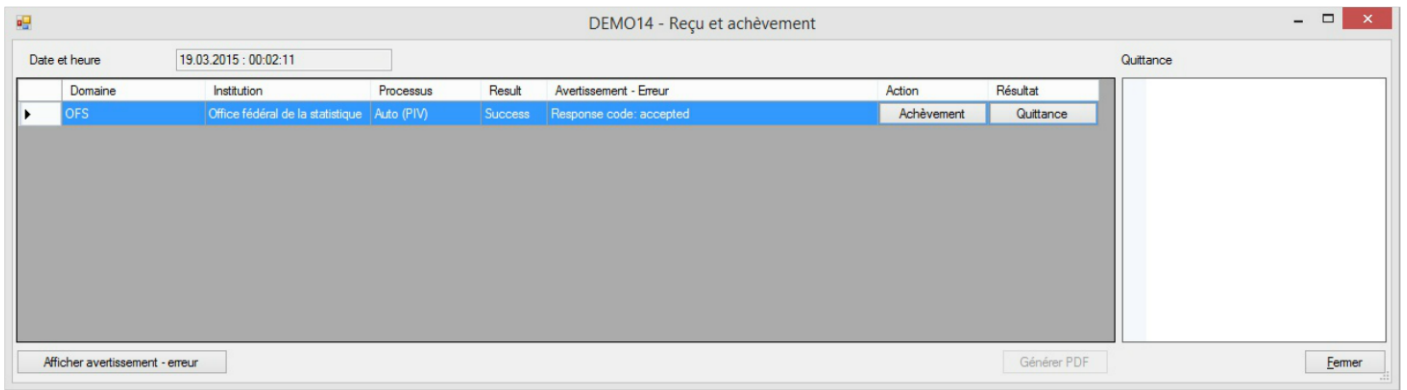 DEMO14 - Reçu et achèvement
Date et heure 19.03.2015 : 00:02:11 Quittance
Domaine Institution Processus Result Avertissement - Erreur Action Résultat
OFS Office fédéral de la statistique Auto (PIV) Success Response code: accepted Achèvement Quittance
Afficher avertissement - erreur Générer PDF Fermer